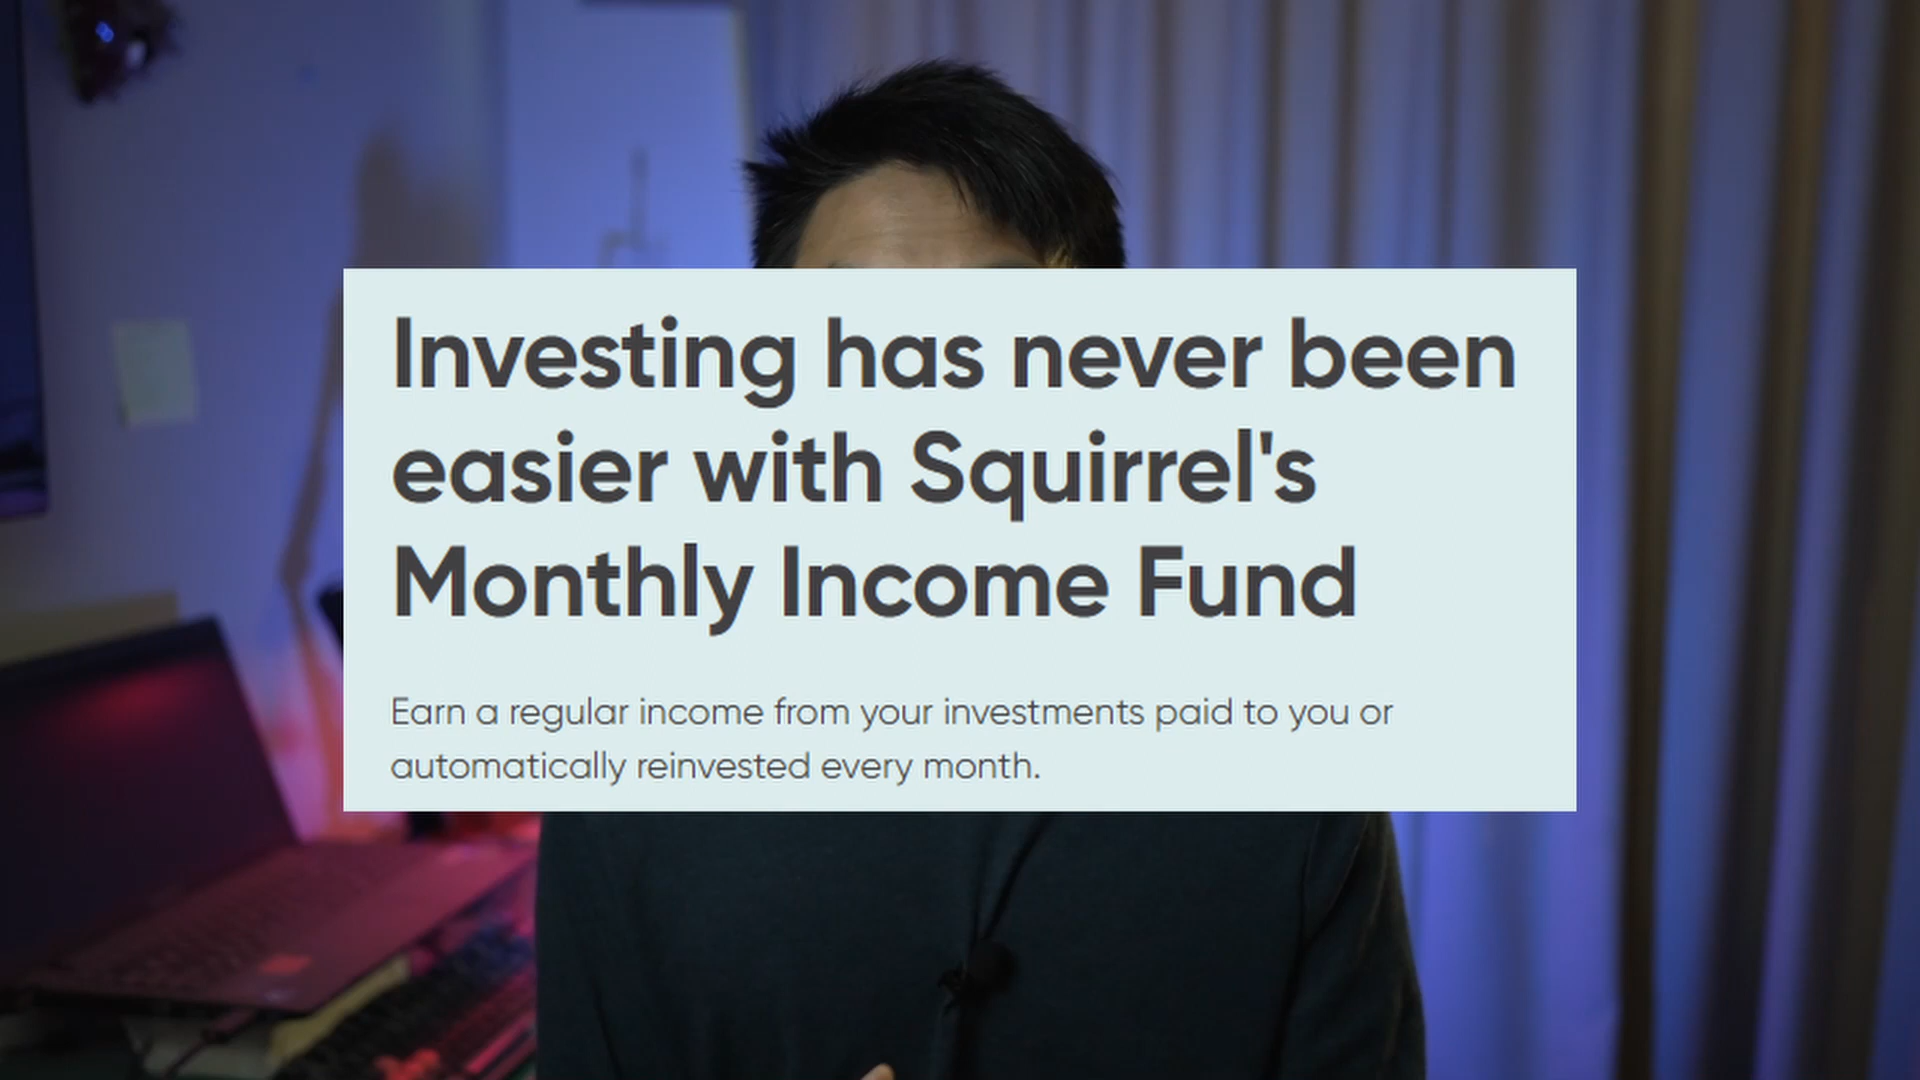 Investing has never been
easier with Squirrel's
Monthly Income Fund
Earn a regular income from your investments paid to you or
automatically reinvested every month.